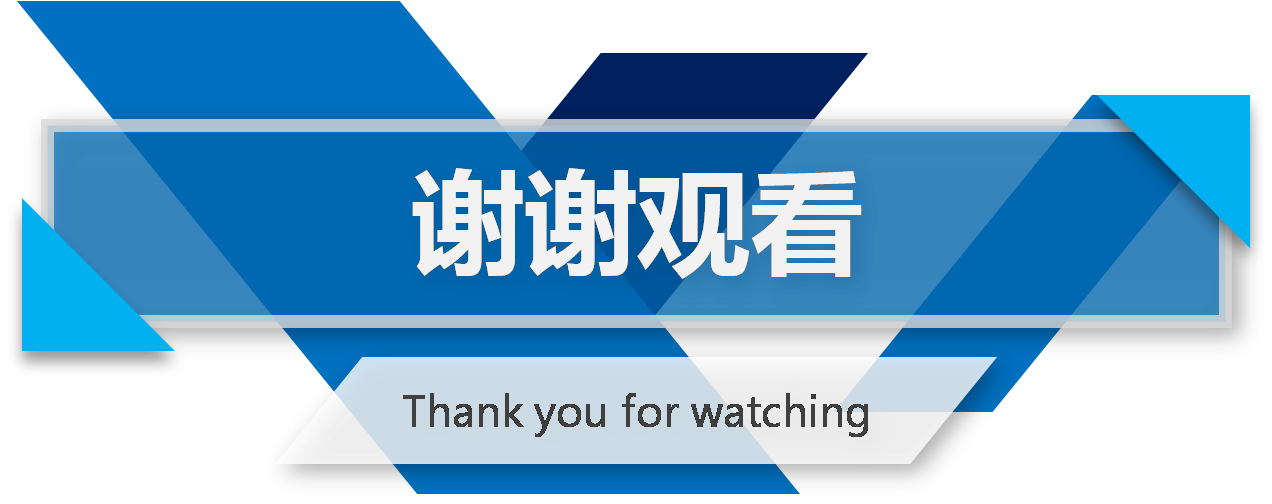 谢谢观看
Thank you for watching